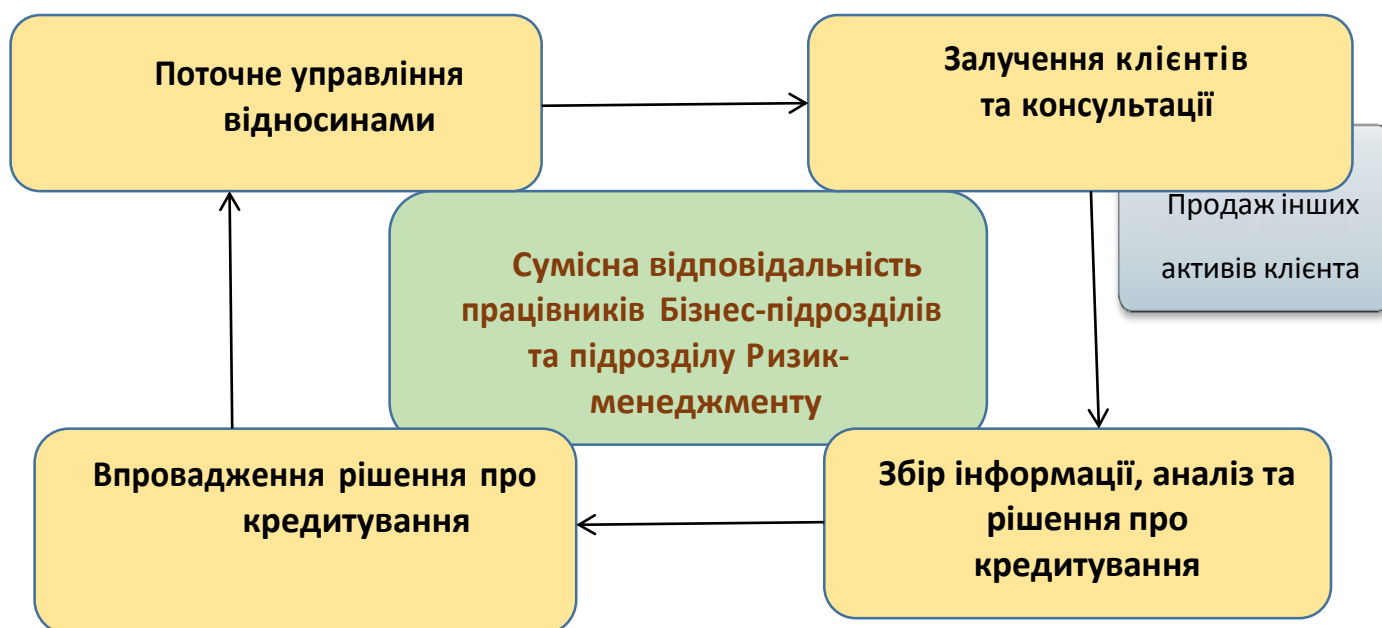 Поточне управління
відносинами
Залучення клієнтів
та консультації
Продаж інших
активів клієнта
Сумісна відповідальність
працівників Бізнес-підрозділів
та підрозділу Ризик-
менеджменту
Впровадження рішення про
кредитування
Збір інформації, аналіз та
рішення про
кредитування